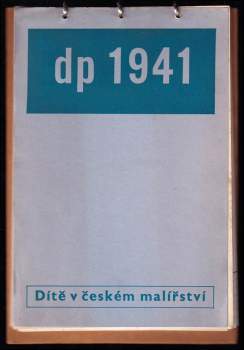 dp 1941
Dítě v českém malířství